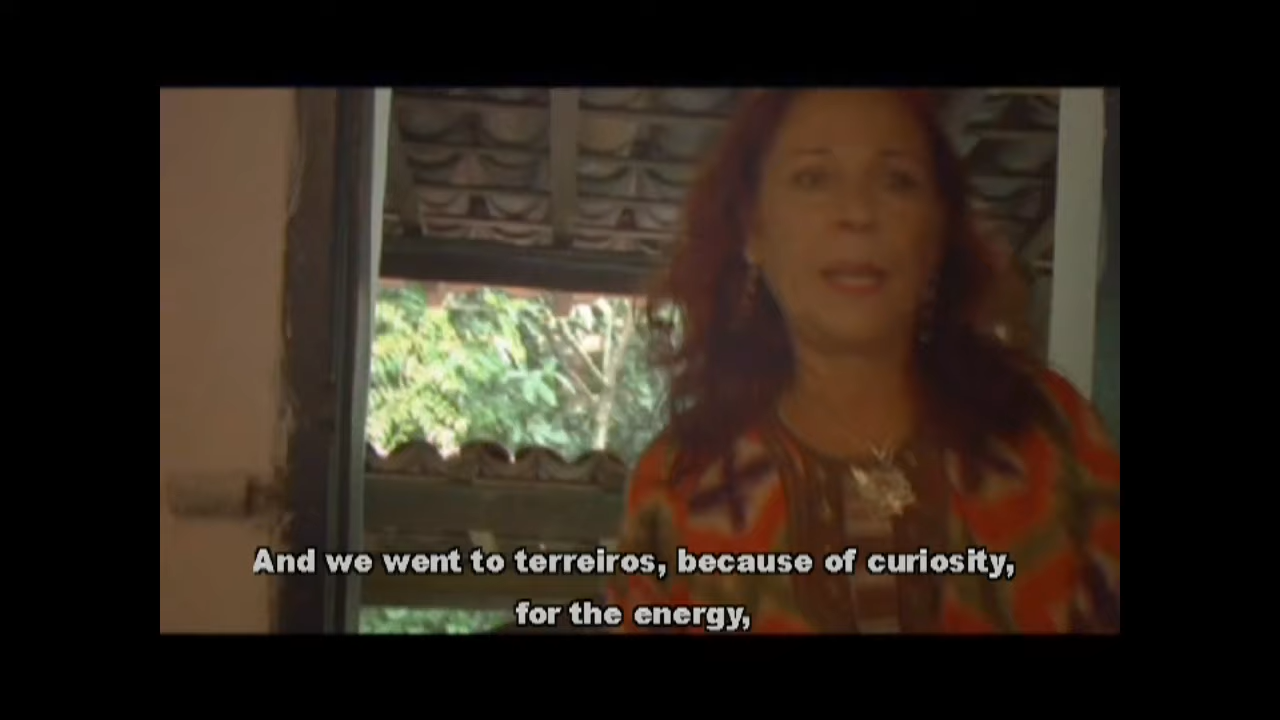 And we went to terreiros, because of curiosity,
for the energy,